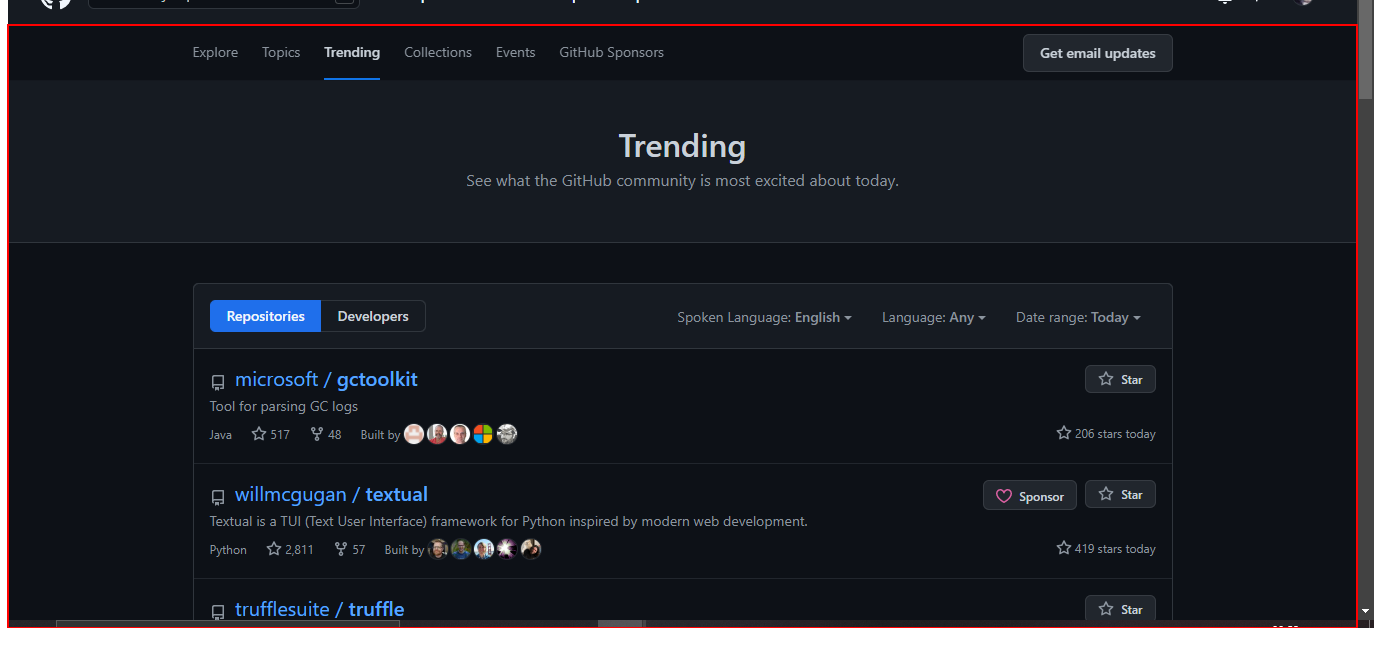 Explore Topics Trending Collections Events GitHub Sponsors Get email updates
Trending
See what the GitHub community is most excited about today.
Repositories Developers Spoken Language: English Language: Any Date range: Today
microsoft / gctoolkit Star
Tool for parsing GC logs
Java 517 48 Built by 206 stars today
willmcgugan / textual Sponsor Star
Textual is a TUI (Text User Interface) framework for Python inspired by modern web development.
Python 2,811 57 Built by 419 stars today
trufflesuite / truffle Star